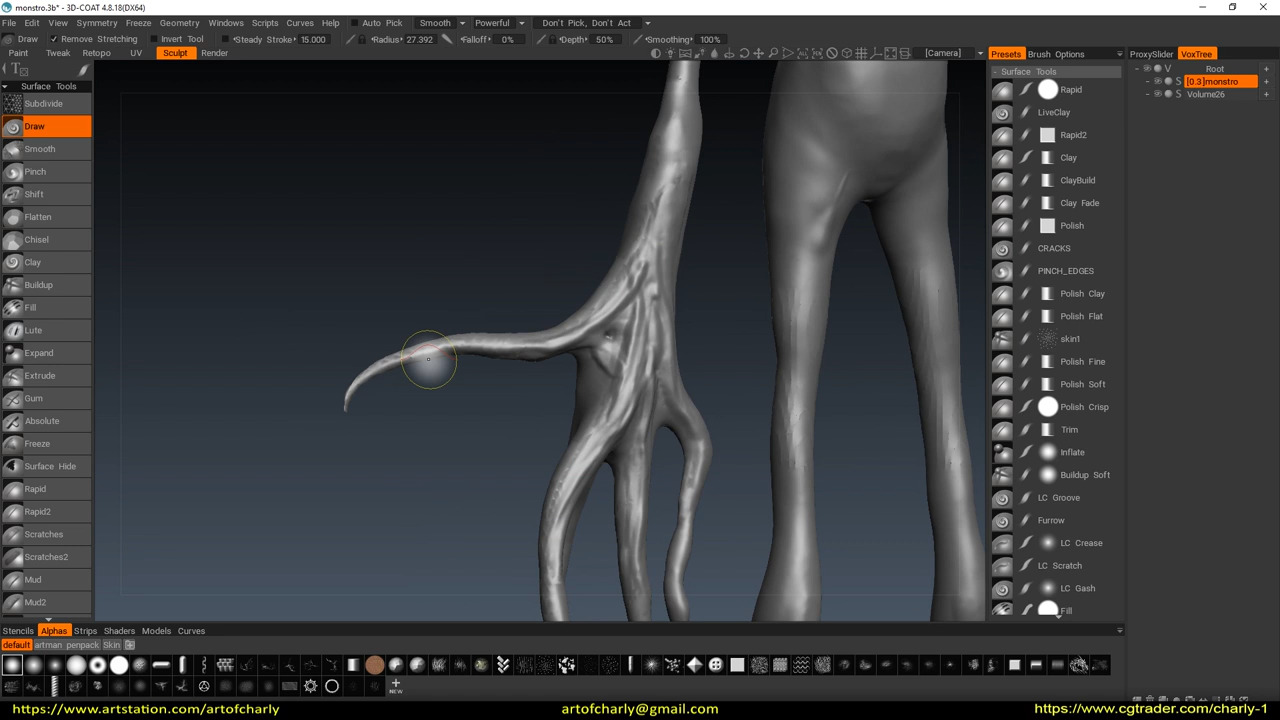 monstro.3b* - 3D-COAT 4.8.18(DX64)
File Edit View Symmetry Freeze Geometry Windows Scripts Curves Help Auto Pick Smooth Powerful Don't Pick, Don't Act
Draw Remove Stretching Invert Tool Steady Stroke 15.000 Radius 27.392 Falloff 0% Depth 50% Smoothing 100%
Paint Tweak Retopo UV Sculpt Render [Camera] Presets Brush Options ProxySlider VoxTree
Surface Tools
Subdivide
Draw
Smooth
Pinch
Shift
Flatten
Chisel
Clay
Buildup
Fill
Lute
Expand
Extrude
Gum
Absolute
Freeze
Surface Hide
Rapid
Rapid2
Scratches
Scratches2
Mud
Mud2
Surface Tools
Rapid
LiveClay
Rapid2
Clay
ClayBuild
Clay Fade
Polish
CRACKS
PINCH_EDGES
Polish Clay
Polish Flat
skin1
Polish Fine
Polish Soft
Polish Crisp
Trim
Inflate
Buildup Soft
LC Groove
Furrow
LC Crease
LC Scratch
LC Gash
Fill
V Root +
S [0.3]monstro +
S Volume26 +
Stencils Alphas Strips Shaders Models Curves
default artman penpack Skin
NEW
https://www.artstation.com/artofcharly artofcharly@gmail.com https://www.cgtrader.com/charly-1